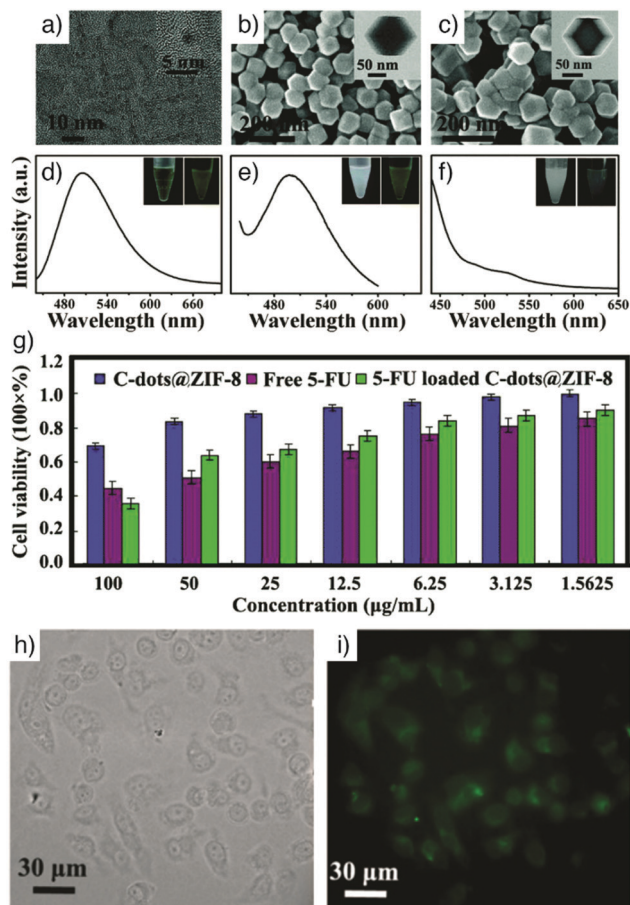 a)
5 nm
10 nm
b)
50 nm
200 nm
c)
50 nm
200 nm
d)
e)
f)
Intensity (a.u.)
480 540 600 660
480 520 560 600
450 500 550 600 650
Wavelength (nm) Wavelength (nm) Wavelength (nm)
g)
Cell viability (100×%)
1.2
1.0
0.8
0.6
0.4
0.2
0.0
C-dots@ZIF-8 Free 5-FU 5-FU loaded C-dots@ZIF-8
100 50 25 12.5 6.25 3.125 1.5625
Concentration (µg/mL)
h)
30 µm
i)
30 µm